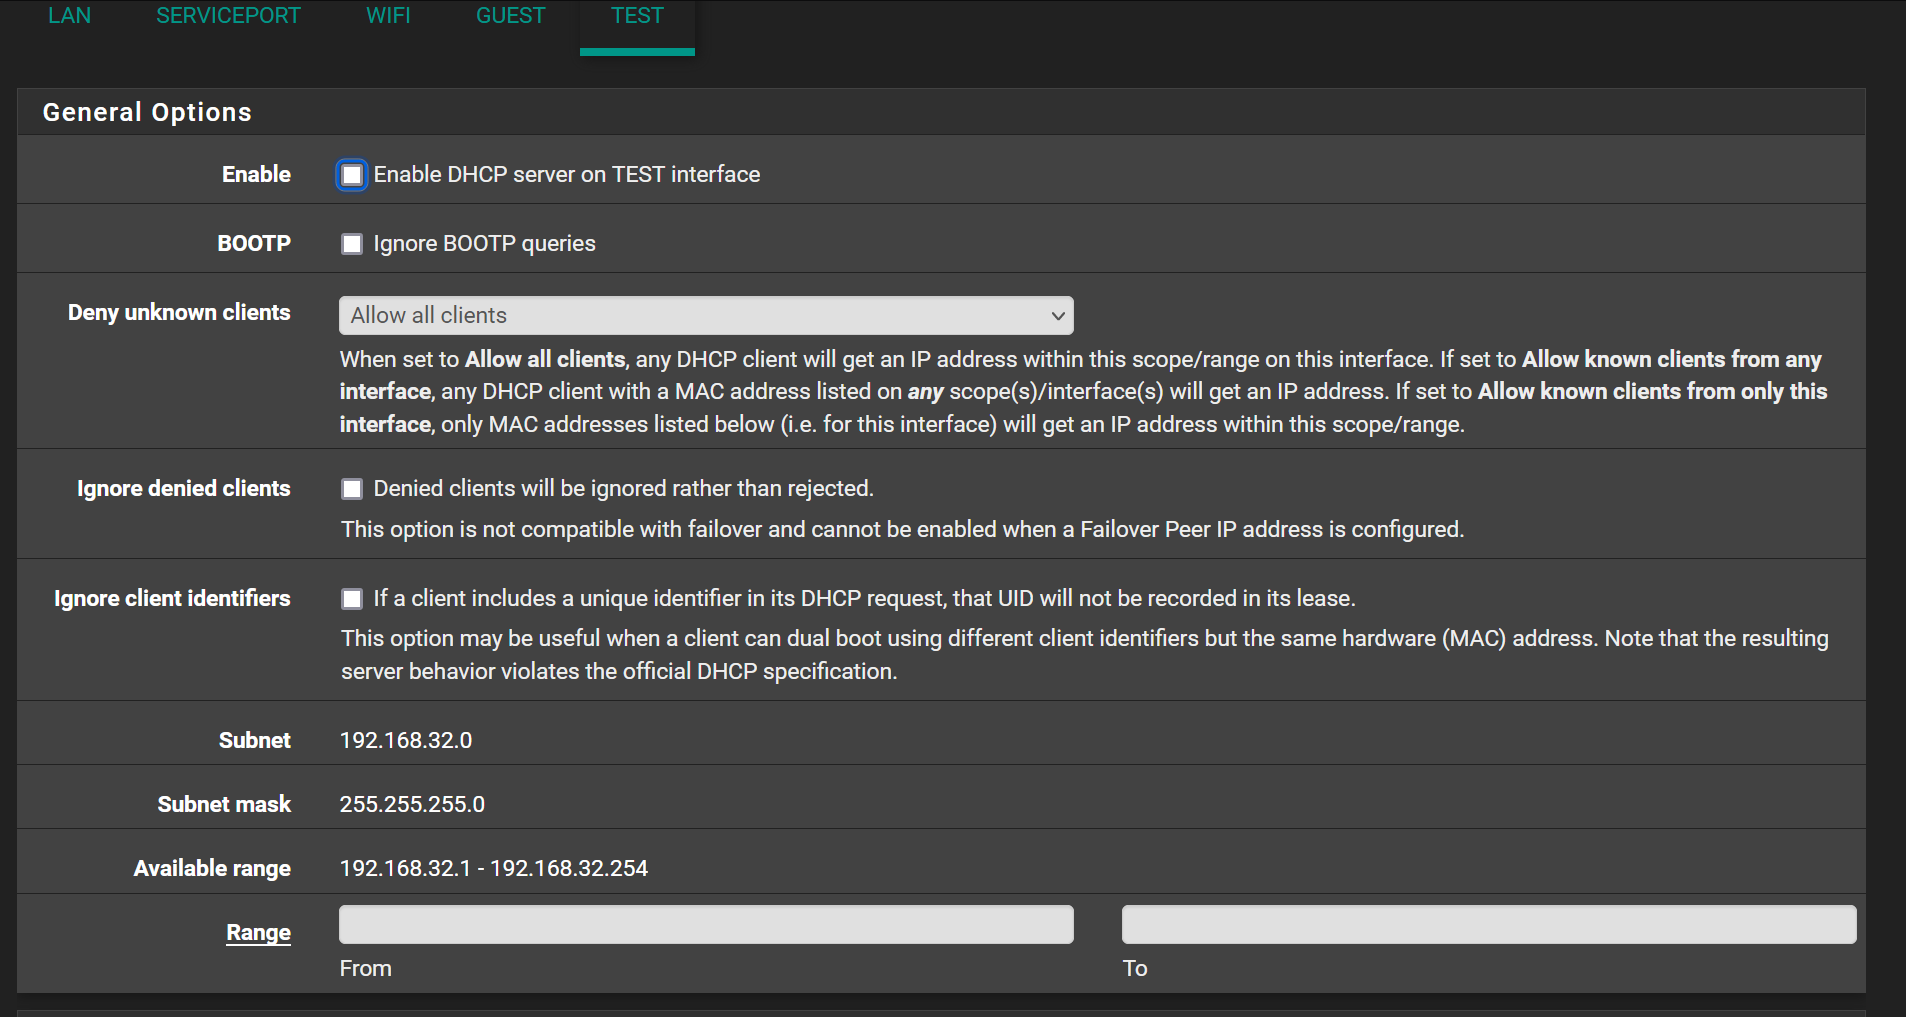 LAN SERVICEPORT WIFI GUEST TEST
General Options
Enable Enable DHCP server on TEST interface
BOOTP Ignore BOOTP queries
Deny unknown clients Allow all clients
When set to Allow all clients, any DHCP client will get an IP address within this scope/range on this interface. If set to Allow known clients from any
interface, any DHCP client with a MAC address listed on any scope(s)/interface(s) will get an IP address. If set to Allow known clients from only this
interface, only MAC addresses listed below (i.e. for this interface) will get an IP address within this scope/range.
Ignore denied clients Denied clients will be ignored rather than rejected.
This option is not compatible with failover and cannot be enabled when a Failover Peer IP address is configured.
Ignore client identifiers If a client includes a unique identifier in its DHCP request, that UID will not be recorded in its lease.
This option may be useful when a client can dual boot using different client identifiers but the same hardware (MAC) address. Note that the resulting
server behavior violates the official DHCP specification.
Subnet 192.168.32.0
Subnet mask 255.255.255.0
Available range 192.168.32.1 - 192.168.32.254
Range
From To